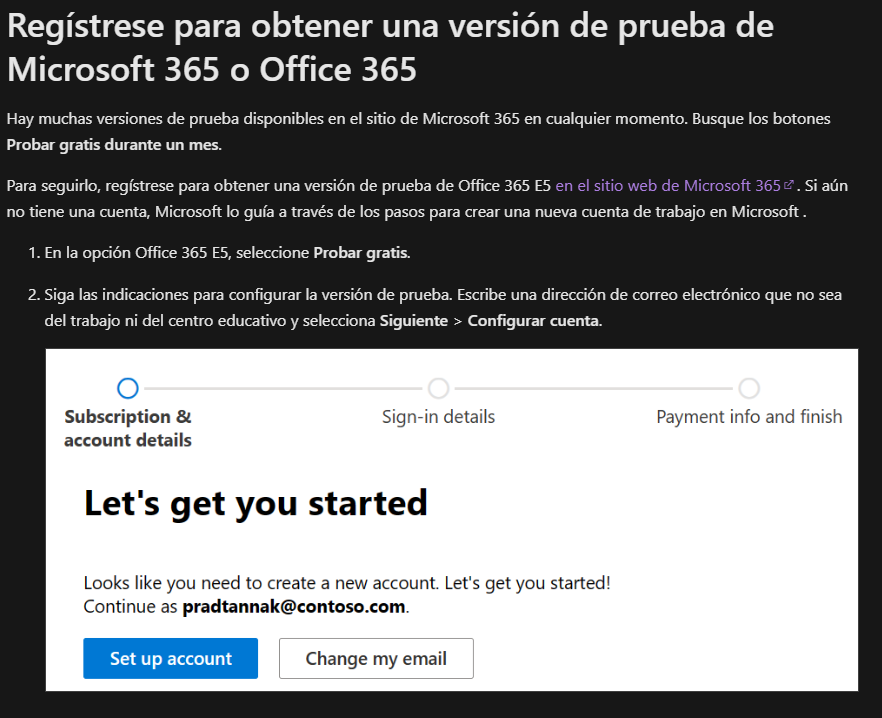 Regístrese para obtener una versión de prueba de
Microsoft 365 o Office 365
Hay muchas versiones de prueba disponibles en el sitio de Microsoft 365 en cualquier momento. Busque los botones
Probar gratis durante un mes.
Para seguirlo, regístrese para obtener una versión de prueba de Office 365 E5 en el sitio web de Microsoft 365. Si aún
no tiene una cuenta, Microsoft lo guía a través de los pasos para crear una nueva cuenta de trabajo en Microsoft .
1. En la opción Office 365 E5, seleccione Probar gratis.
2. Siga las indicaciones para configurar la versión de prueba. Escribe una dirección de correo electrónico que no sea
del trabajo ni del centro educativo y selecciona Siguiente > Configurar cuenta.
Subscription &
account details
Sign-in details
Payment info and finish
Let's get you started
Looks like you need to create a new account. Let's get you started!
Continue as pradtannak@contoso.com.
Set up account
Change my email